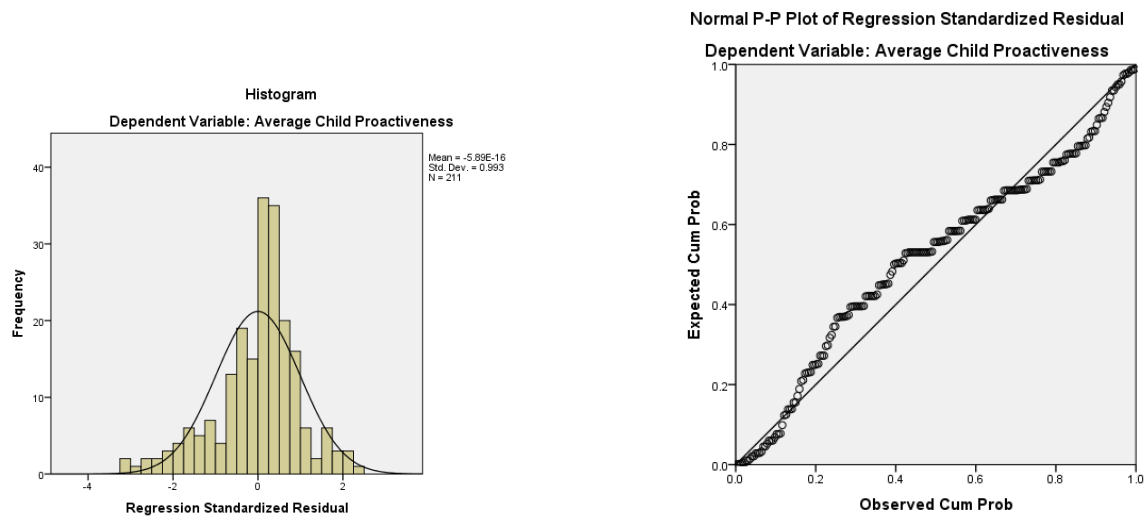 Histogram
Dependent Variable: Average Child Proactiveness
Mean = -5.89E-16
Std. Dev. = 0.993
N = 211
Frequency
40
30
20
10
0
-4
-2
0
2
Regression Standardized Residual
Normal P-P Plot of Regression Standardized Residual
Dependent Variable: Average Child Proactiveness
Expected Cum Prob
1.0
0.8
0.6
0.4
0.2
0.0
0.0
0.2
0.4
0.6
0.8
1.0
Observed Cum Prob